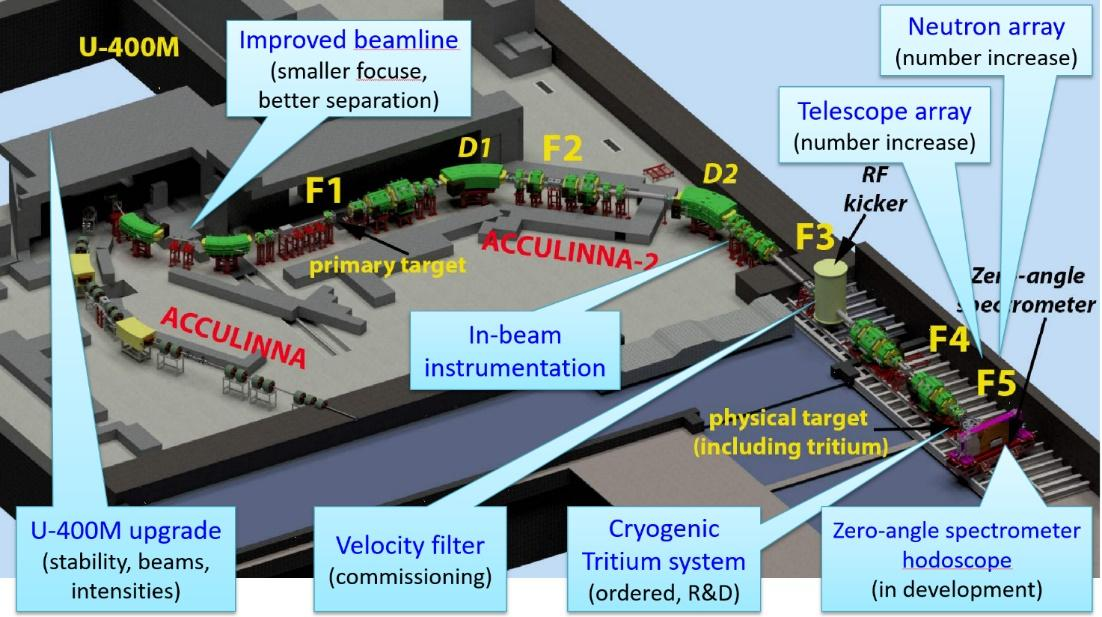 U-400M
Improved beamline
(smaller focuse,
better separation)
Neutron array
(number increase)
Telescope array
(number increase)
D1
F2
D2
RF
kicker
F1
F3
primary target
ACCULINNA-2
Zero-angle
spectrometer
ACCULINNA
In-beam
instrumentation
F4
F5
physical target
(including tritium)
U-400M upgrade
(stability, beams,
intensities)
Velocity filter
(commissioning)
Cryogenic
Tritium system
(ordered, R&D)
Zero-angle spectrometer
hodoscope
(in development)